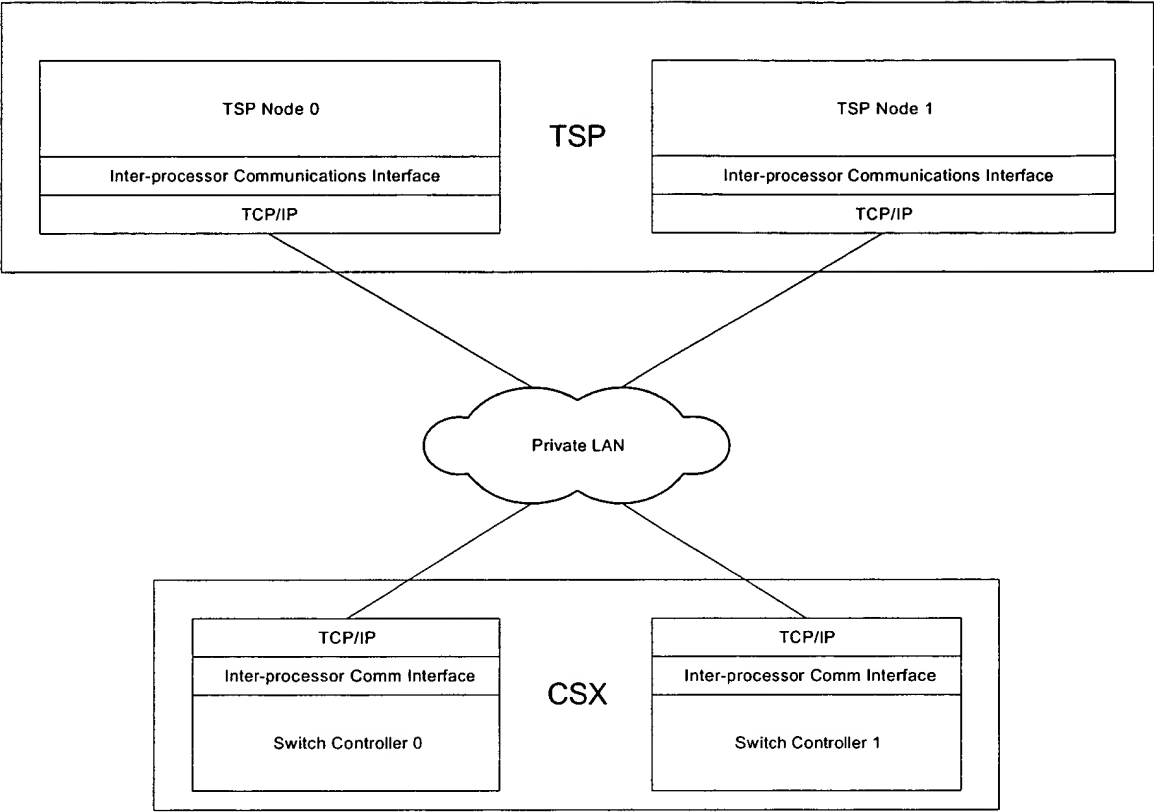 TSP Node 0
TSP
TSP Node 1
Inter-processor Communications Interface
Inter-processor Communications Interface
TCP/IP
TCP/IP
Private LAN
TCP/IP
TCP/IP
Inter-processor Comm Interface
Inter-processor Comm Interface
CSX
Switch Controller 0
Switch Controller 1